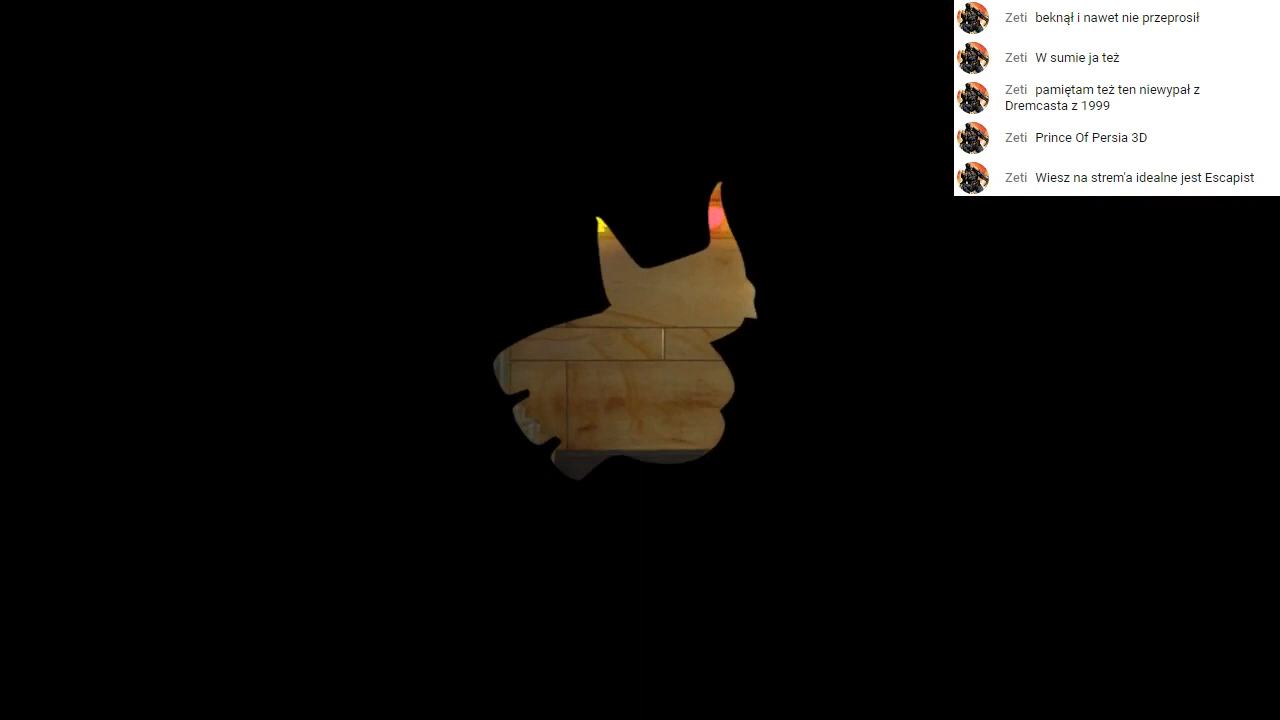 Zeti beknął i nawet nie przeprosił
Zeti W sumie ja też
Zeti pamiętam też ten niewypał z
Dremcasta z 1999
Zeti Prince Of Persia 3D
Zeti Wiesz na strem'a idealne jest Escapist